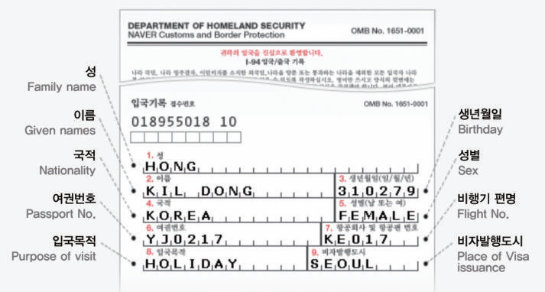 DEPARTMENT OF HOMELAND SECURITY
NAVER Customs and Border Protection
OMB No. 1651-0001
귀하의 입국을 진심으로 환영합니다.
I-94 입국/출국 기록
입국기록 접수번호
OMB No. 1651-0001
018955018 10
1. 성
HONG
2. 이름
KIL DONG
3. 생년월일(일/월/년)
310279
4. 국적
KOREA
5. 성별(남 또는 여)
FEMALE
6. 여권번호
YJ0217
7. 항공회사 및 항공편 번호
KE017
8. 입국목적
HOLIDAY
9. 비자발행도시
SEOUL
성
Family name
이름
Given names
국적
Nationality
여권번호
Passport No.
입국목적
Purpose of visit
생년월일
Birthday
성별
Sex
비행기 편명
Flight No.
비자발행도시
Place of Visa
issuance